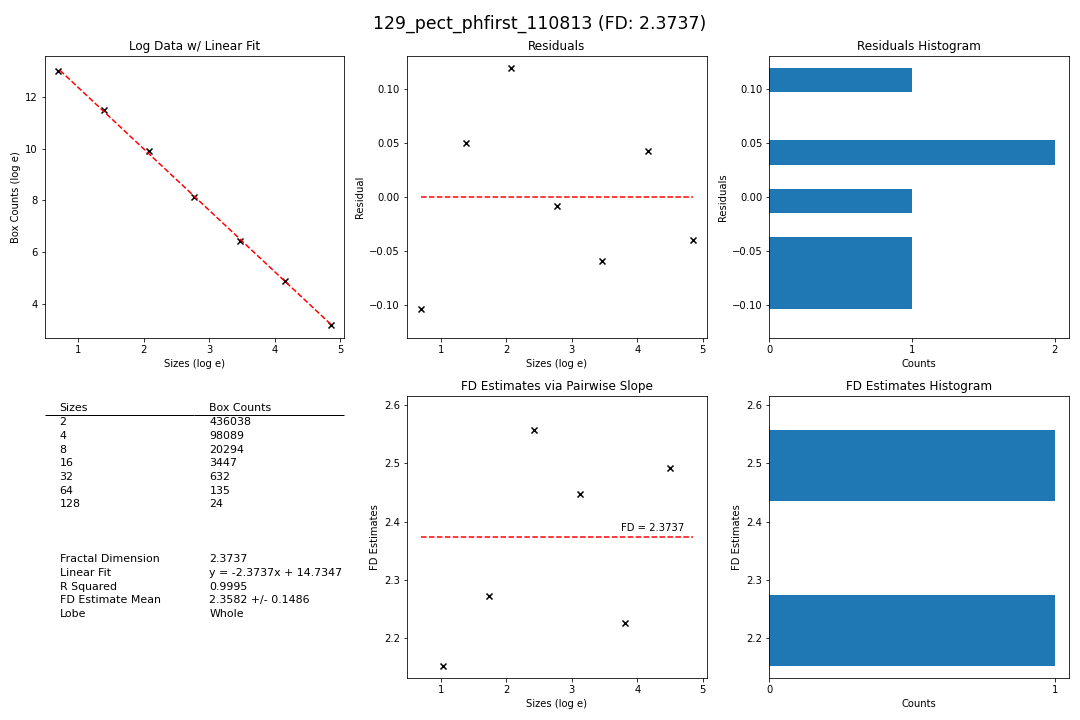 129_pect_phfirst_110813 (FD: 2.3737)
Log Data w/ Linear Fit
Box Counts (log e)
12
10
8
6
4
1 2 3 4 5
Sizes (log e)
Residuals
Residual
0.10
0.05
0.00
−0.05
−0.10
1 2 3 4 5
Sizes (log e)
Residuals Histogram
Residuals
0.10
0.05
0.00
−0.05
−0.10
0 1 2
Counts
Sizes Box Counts
2 436038
4 98089
8 20294
16 3447
32 632
64 135
128 24
Fractal Dimension 2.3737
Linear Fit y = -2.3737x + 14.7347
R Squared 0.9995
FD Estimate Mean 2.3582 +/- 0.1486
Lobe Whole
FD Estimates via Pairwise Slope
FD Estimates
2.6
2.5
2.4
2.3
2.2
FD = 2.3737
1 2 3 4 5
Sizes (log e)
FD Estimates Histogram
FD Estimates
2.6
2.5
2.4
2.3
2.2
0 1
Counts